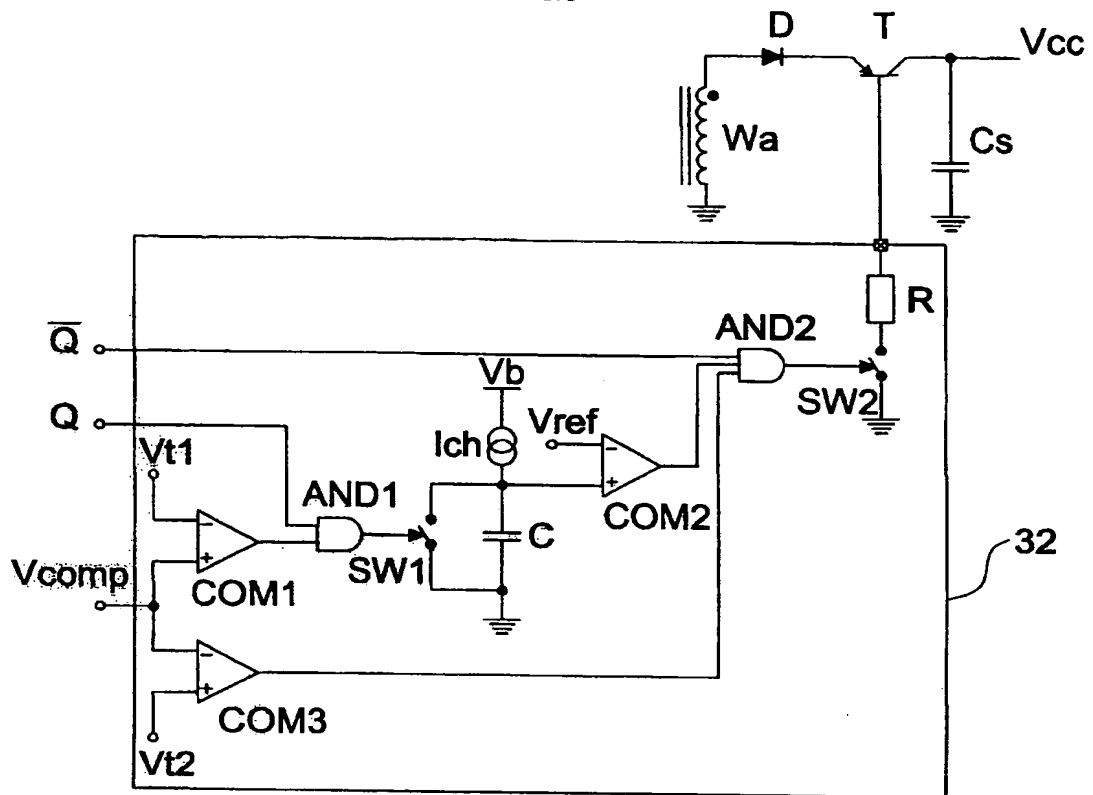 D T Vcc
Wa
Cs
R
Q̅
AND2
SW2
Vb
Q
Vref
Ich
Vt1
AND1
COM2
C
SW1
Vcomp
COM1
32
COM3
Vt2